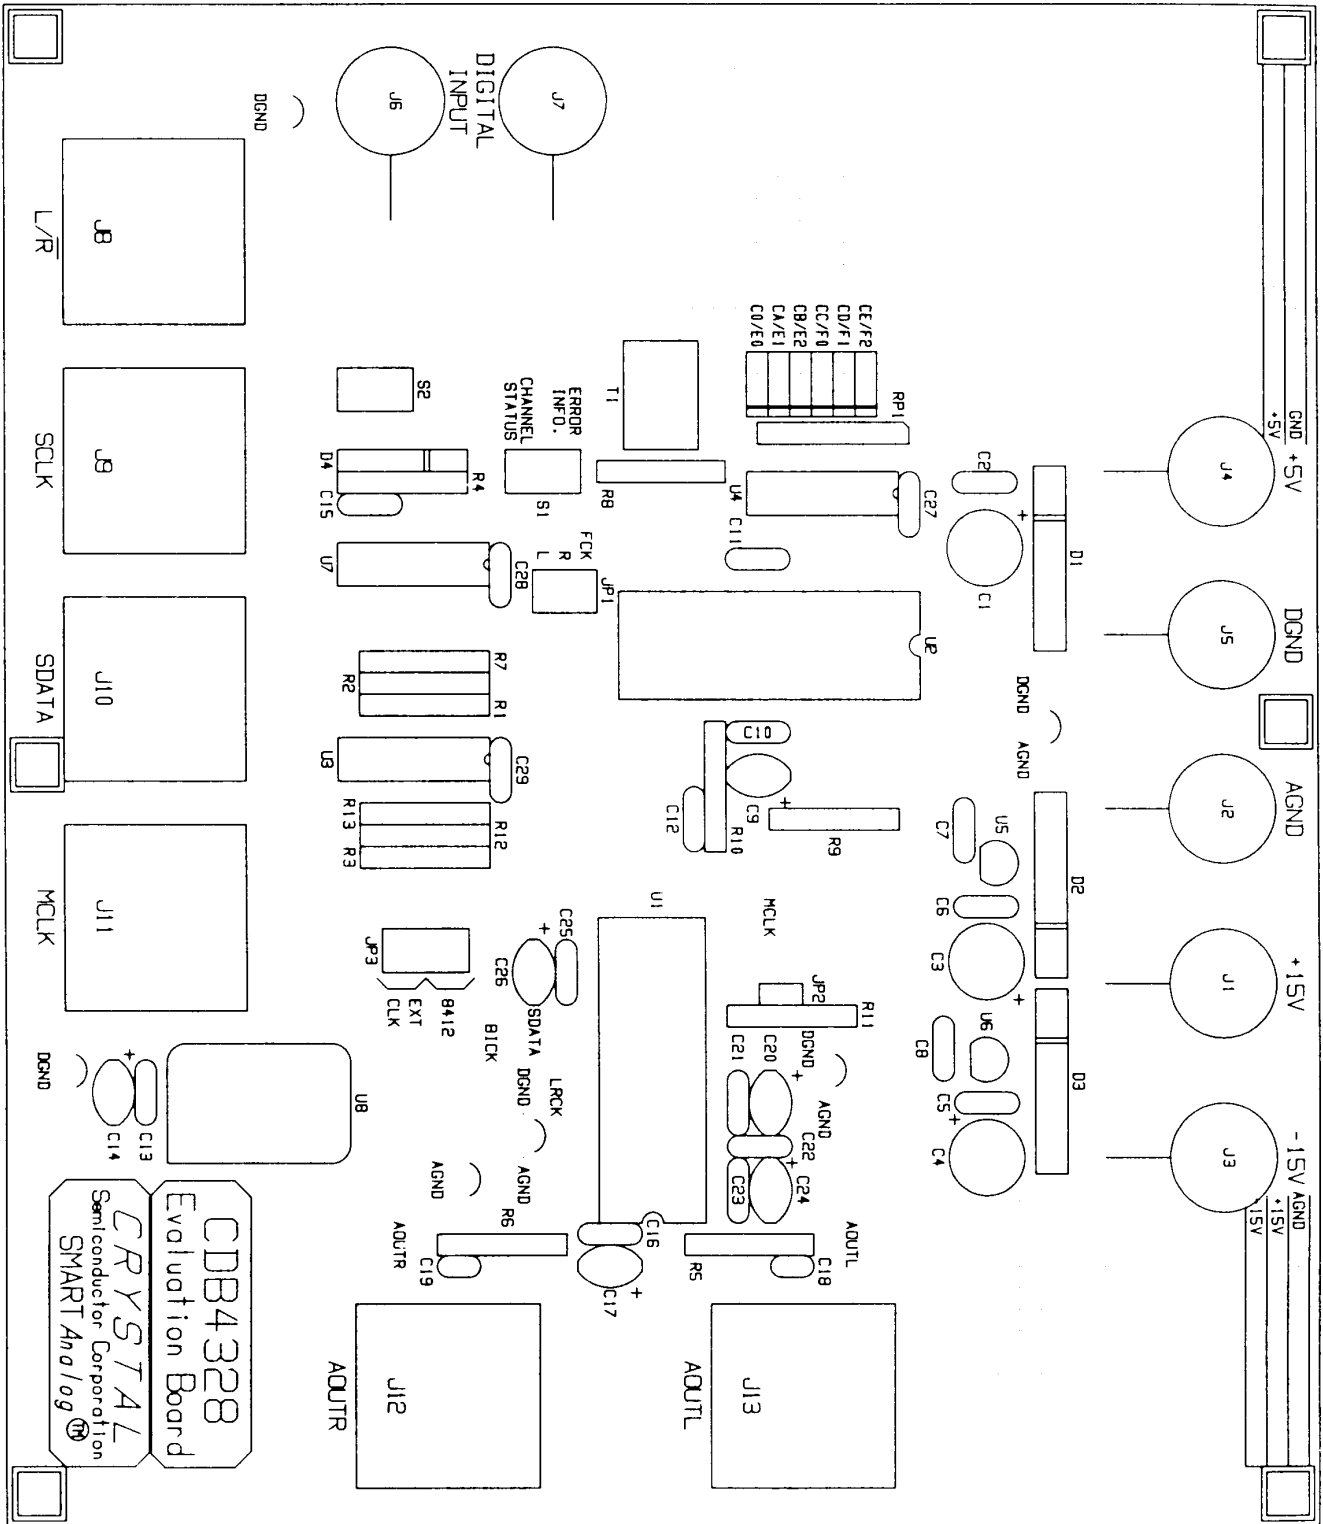 GND
+5V
+5V
J4
DGND
J5
AGND
J2
+15V
J1
-15V
J3
AGND
+15V
-15V
DIGITAL
INPUT
J7
J6
DGND
CE/F2
CD/F1
CC/F0
CB/E2
CA/E1
C0/E0
RP1
T1
ERROR
INFO.
CHANNEL
STATUS
S1
S2
D4
R4
C15
R8
U4
C27
C2
C1
D1
C11
U7
C28
FCK
R
L
JP1
U2
R7
R2
R1
U3
C29
R13
R12
R3
C10
C9
C12
R10
R9
DGND
AGND
C7
U5
C6
C3
D2
C8
U6
C5
C4
D3
U1
MCLK
JP2
R11
JP3
8412
EXT
CLK
C25
C26
SDATA
BICK
LRCK
DGND
AGND
AGND
DGND
AGND
C21
C20
C22
C23
C24
R6
AOUTR
C19
C16
C17
R5
C18
AOUTL
J8
L/R
J9
SCLK
J10
SDATA
J11
MCLK
DGND
C14
C13
U8
J12
AOUTR
J13
AOUTL
CDB4328
Evaluation Board
CRYSTAL
Semiconductor Corporation
SMART Analog TM